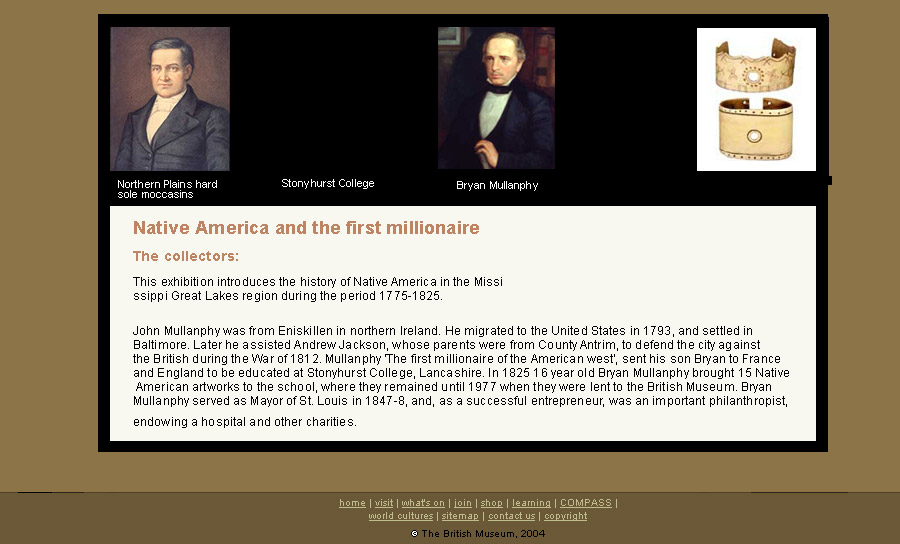 Northern Plains hard
sole moccasins
Stonyhurst College
Bryan Mullanphy
Native America and the first millionaire
The collectors:
This exhibition introduces the history of Native America in the Missi
ssippi Great Lakes region during the period 1775-1825.
John Mullanphy was from Eniskillen in northern Ireland. He migrated to the United States in 1793, and settled in
Baltimore. Later he assisted Andrew Jackson, whose parents were from County Antrim, to defend the city against
the British during the War of 1812. Mullanphy 'The first millionaire of the American west', sent his son Bryan to France
and England to be educated at Stonyhurst College, Lancashire. In 1825 16 year old Bryan Mullanphy brought 15 Native
American artworks to the school, where they remained until 1977 when they were lent to the British Museum. Bryan
Mullanphy served as Mayor of St. Louis in 1847-8, and, as a successful entrepreneur, was an important philanthropist,
endowing a hospital and other charities.
home | visit | what's on | join | shop | learning | COMPASS |
world cultures | sitemap | contact us | copyright
© The British Museum, 2004